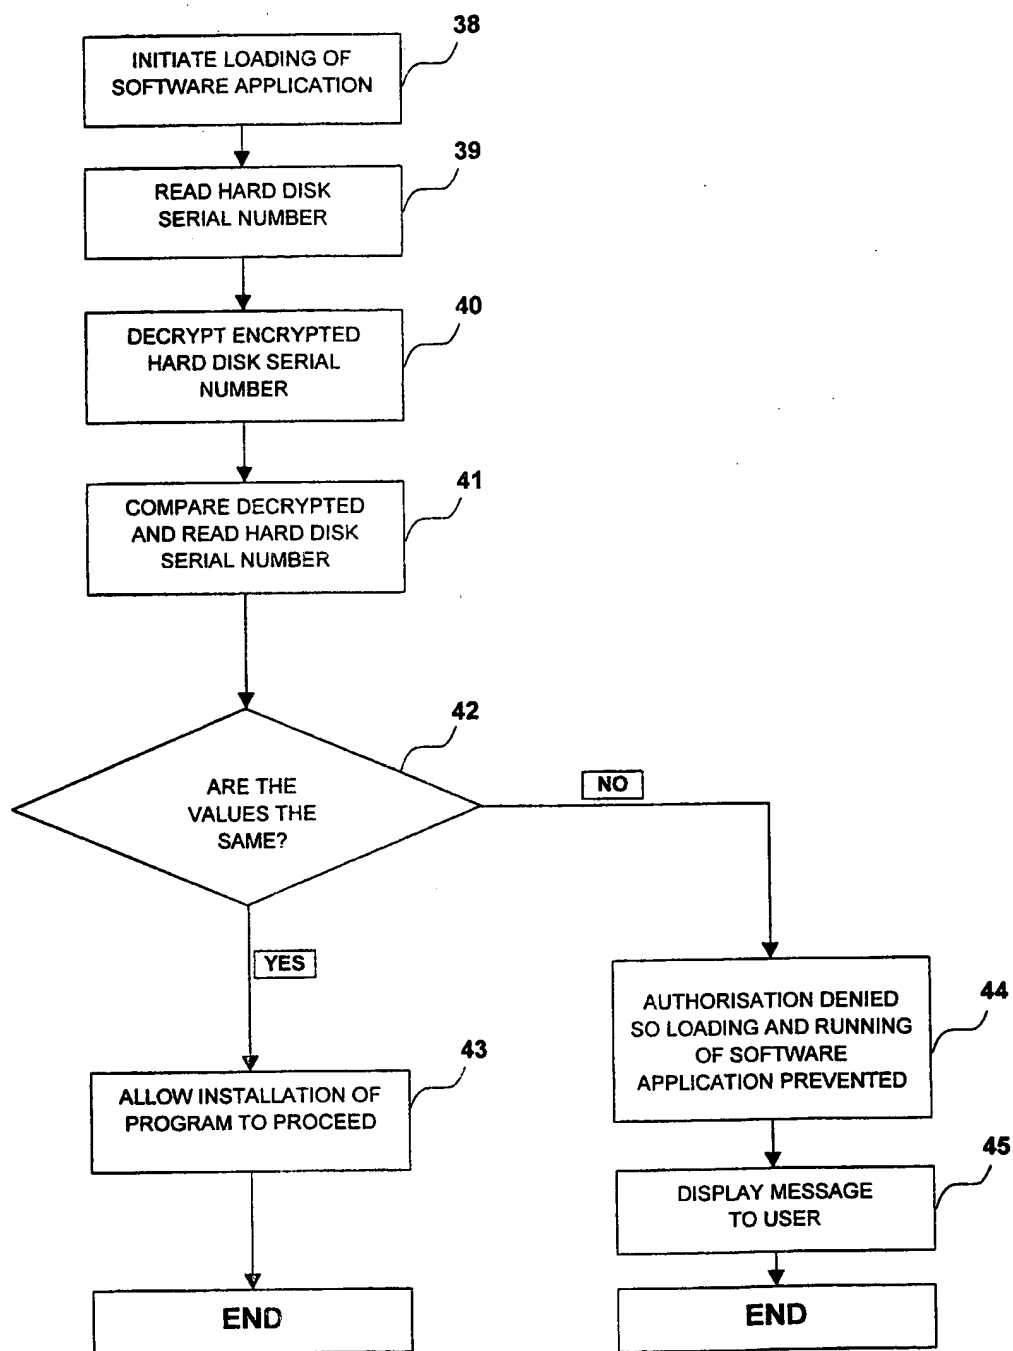 38
INITIATE LOADING OF
SOFTWARE APPLICATION
39
READ HARD DISK
SERIAL NUMBER
40
DECRYPT ENCRYPTED
HARD DISK SERIAL
NUMBER
41
COMPARE DECRYPTED
AND READ HARD DISK
SERIAL NUMBER
42
ARE THE
VALUES THE
SAME?
NO
YES
43
ALLOW INSTALLATION OF
PROGRAM TO PROCEED
END
44
AUTHORISATION DENIED
SO LOADING AND RUNNING
OF SOFTWARE
APPLICATION PREVENTED
45
DISPLAY MESSAGE
TO USER
END